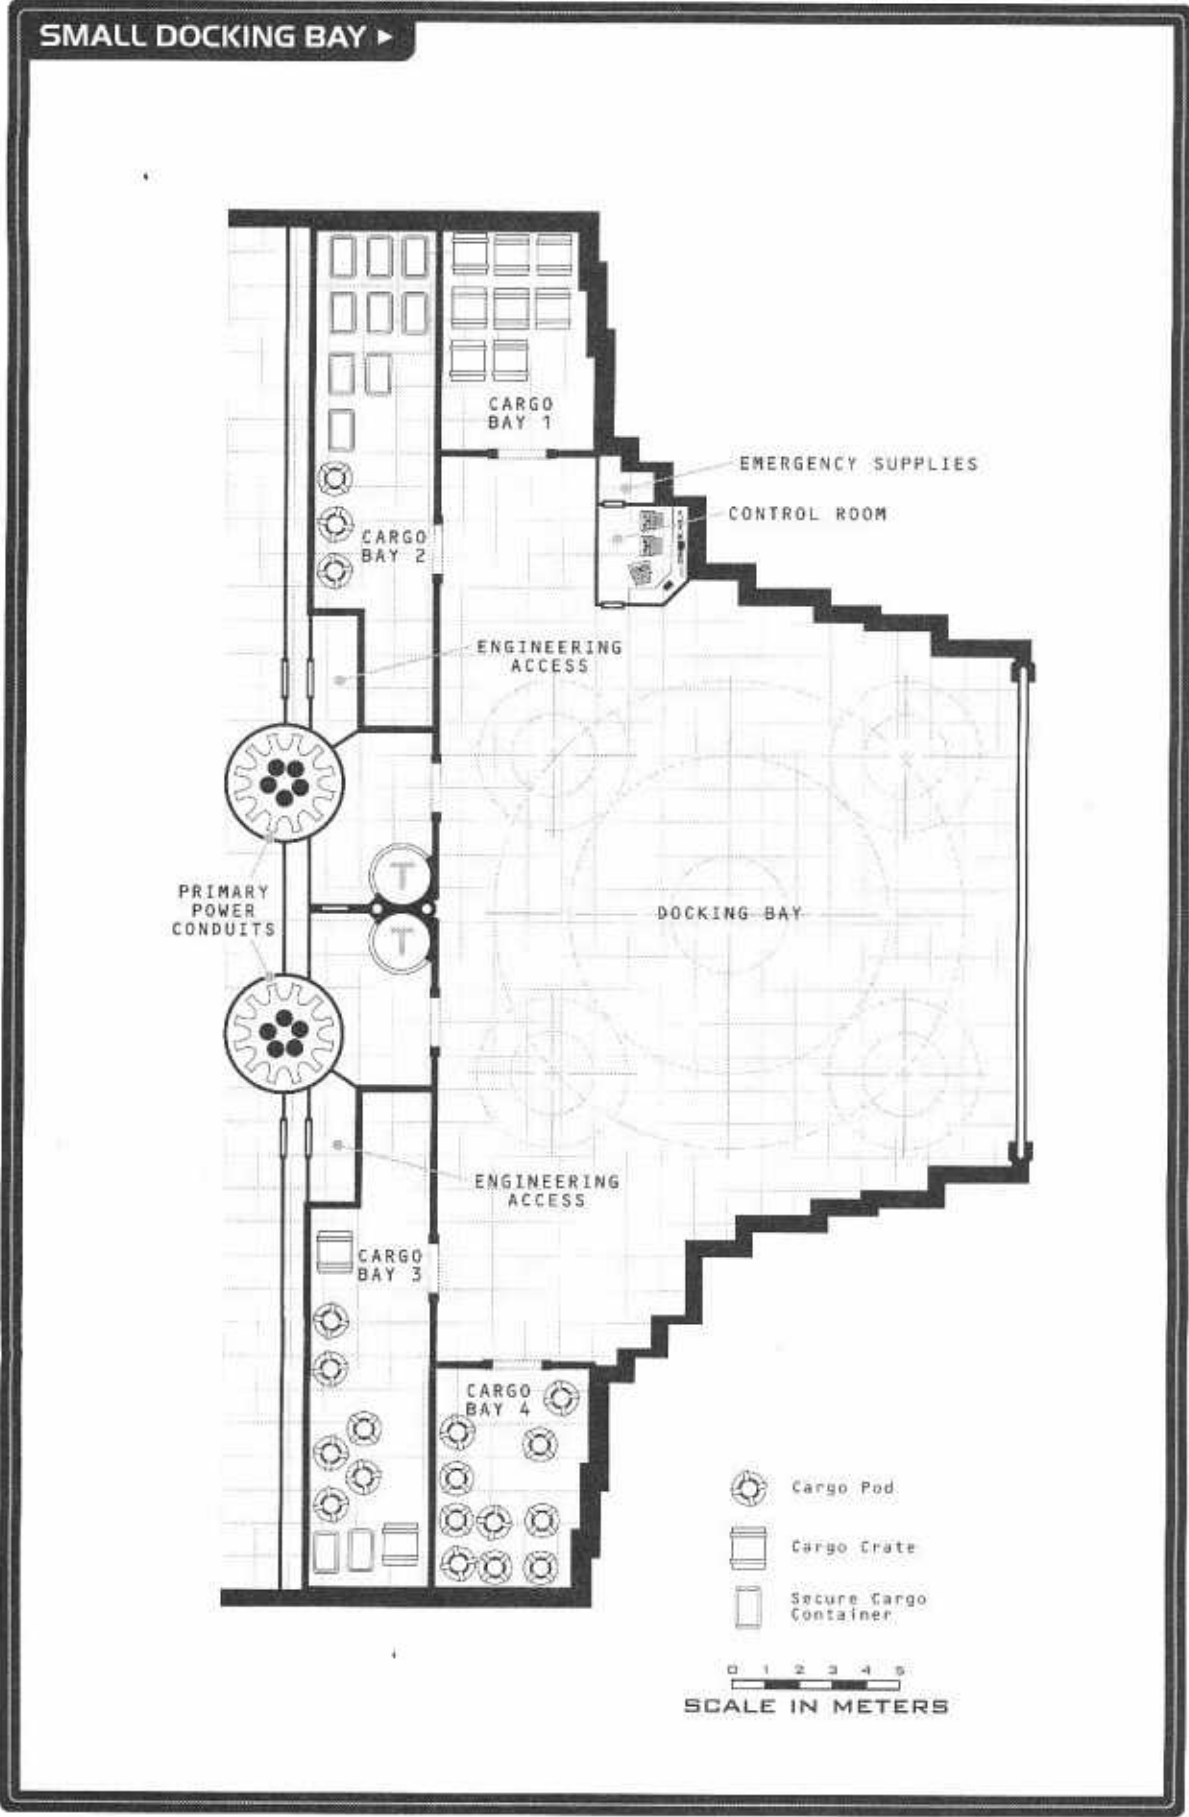 SMALL DOCKING BAY ►
CARGO
BAY 1
EMERGENCY SUPPLIES
CONTROL ROOM
CARGO
BAY 2
ENGINEERING
ACCESS
T
PRIMARY
POWER
CONDUITS
DOCKING BAY
T
ENGINEERING
ACCESS
CARGO
BAY 3
CARGO
BAY 4
Cargo Pod
Cargo Crate
Secure Cargo
Container
0 1 2 3 4 5
SCALE IN METERS